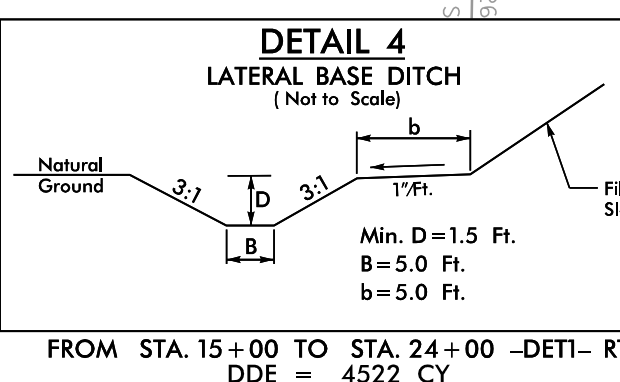 DETAIL 4
LATERAL BASE DITCH
( Not to Scale)
b
Natural
Ground
3:1
D
3:1
1"/Ft.
B
Min. D=1.5 Ft.
B=5.0 Ft.
b=5.0 Ft.
FROM STA. 15+00 TO STA. 24+00 -DET1-
DDE = 4522 CY